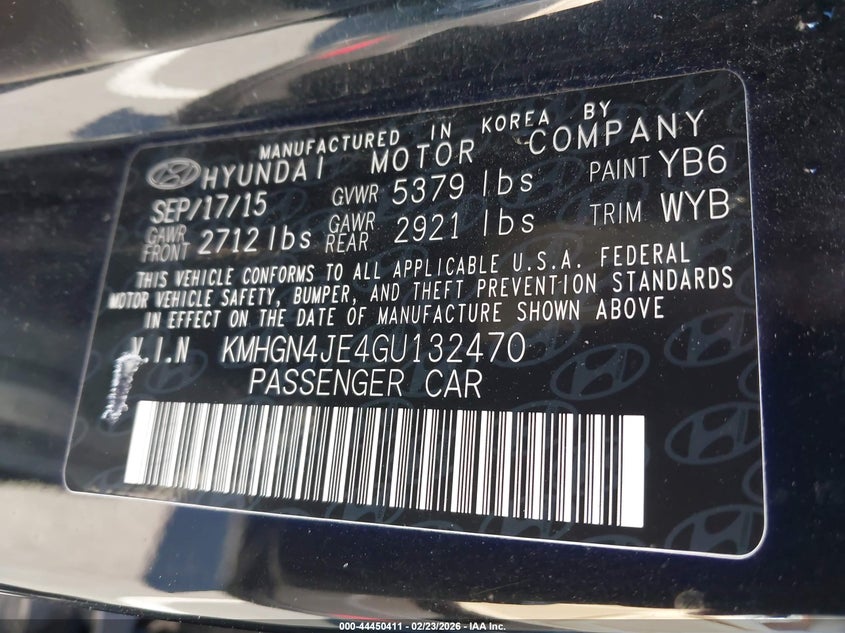 MANUFACTURED IN KOREA BY
HYUNDAI MOTOR COMPANY
SEP/17/15 GVWR 5379 lbs PAINT YB6
GAWR FRONT 2712 lbs GAWR REAR 2921 lbs TRIM WYB
THIS VEHICLE CONFORMS TO ALL APPLICABLE U.S.A. FEDERAL
MOTOR VEHICLE SAFETY, BUMPER, AND THEFT PREVENTION STANDARDS
IN EFFECT ON THE DATE OF MANUFACTURE SHOWN ABOVE
V.I.N KMHGN4JE4GU132470
PASSENGER CAR
000-44450411 - 02/23/2026 - IAA Inc.